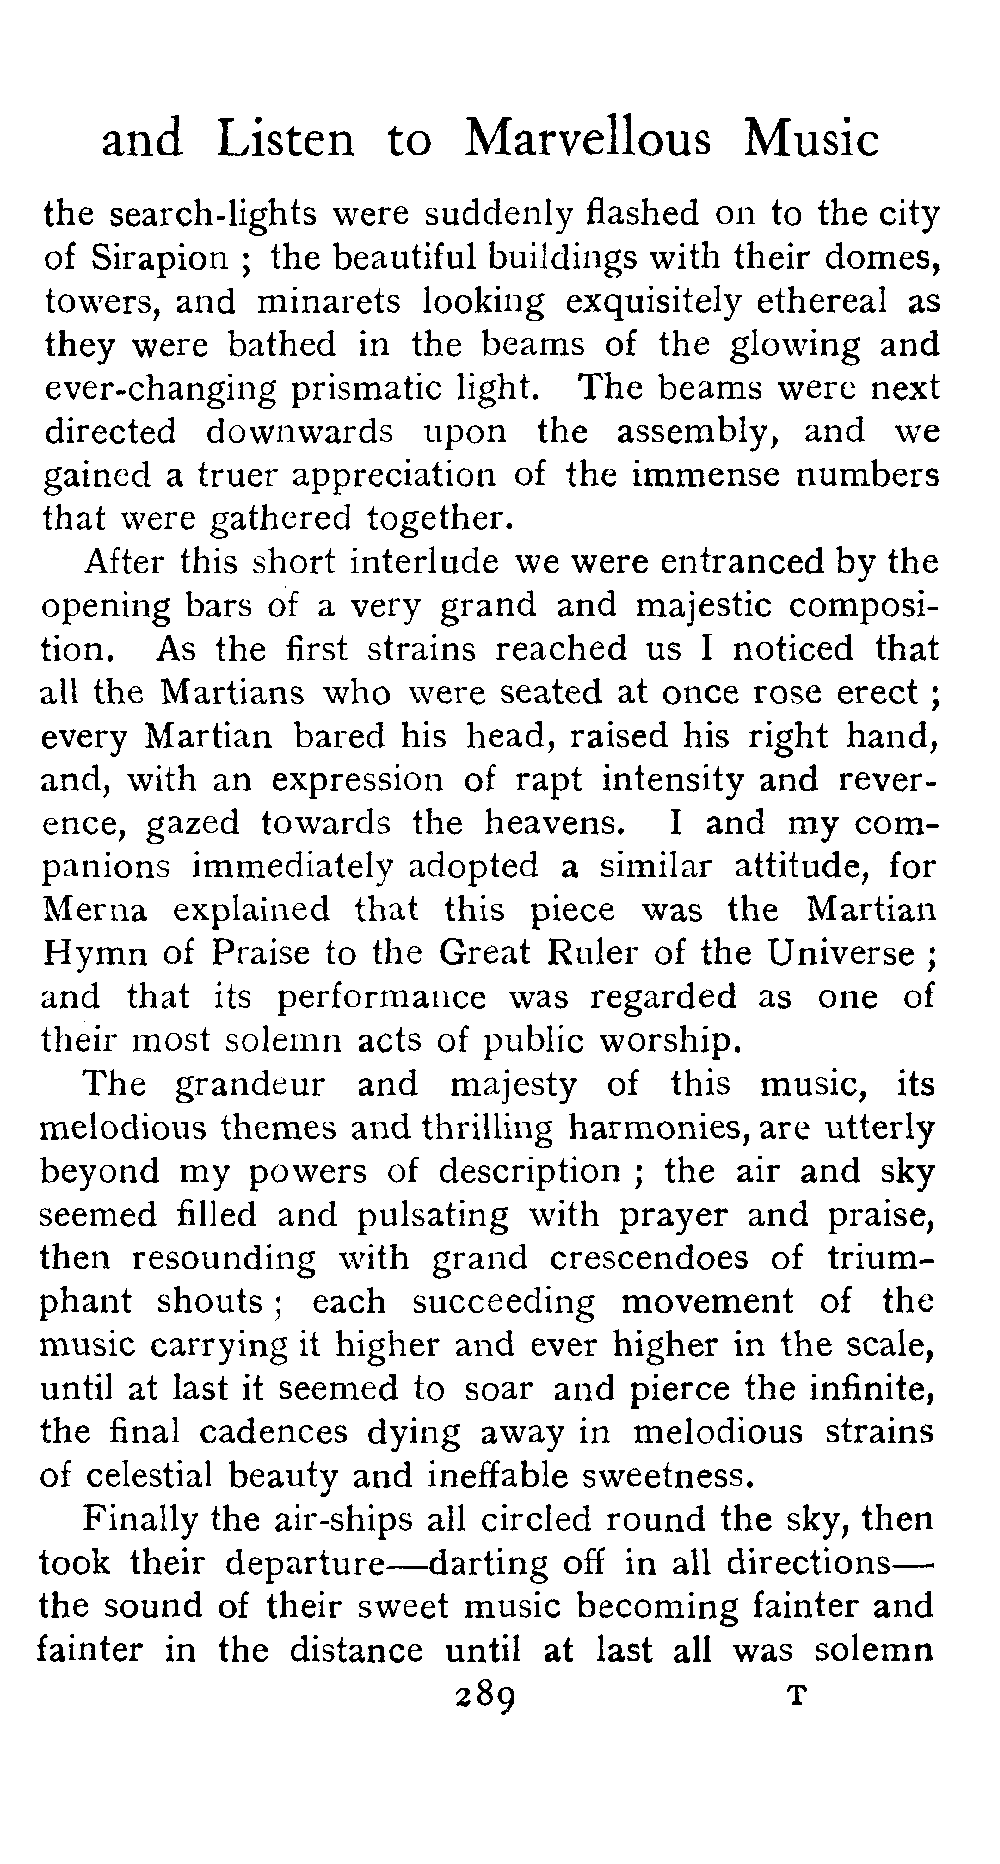 and Listen to Marvellous Music
the search-lights were suddenly flashed on to the city
of Sirapion ; the beautiful buildings with their domes,
towers, and minarets looking exquisitely ethereal as
they were bathed in the beams of the glowing and
ever-changing prismatic light. The beams were next
directed downwards upon the assembly, and we
gained a truer appreciation of the immense numbers
that were gathered together.
After this short interlude we were entranced by the
opening bars of a very grand and majestic composi-
tion. As the first strains reached us I noticed that
all the Martians who were seated at once rose erect ;
every Martian bared his head, raised his right hand,
and, with an expression of rapt intensity and rever-
ence, gazed towards the heavens. I and my com-
panions immediately adopted a similar attitude, for
Merna explained that this piece was the Martian
Hymn of Praise to the Great Ruler of the Universe ;
and that its performance was regarded as one of
their most solemn acts of public worship.
The grandeur and majesty of this music, its
melodious themes and thrilling harmonies, are utterly
beyond my powers of description ; the air and sky
seemed filled and pulsating with prayer and praise,
then resounding with grand crescendoes of trium-
phant shouts ; each succeeding movement of the
music carrying it higher and ever higher in the scale,
until at last it seemed to soar and pierce the infinite,
the final cadences dying away in melodious strains
of celestial beauty and ineffable sweetness.
Finally the air-ships all circled round the sky, then
took their departure—darting off in all directions—
the sound of their sweet music becoming fainter and
fainter in the distance until at last all was solemn
289 T